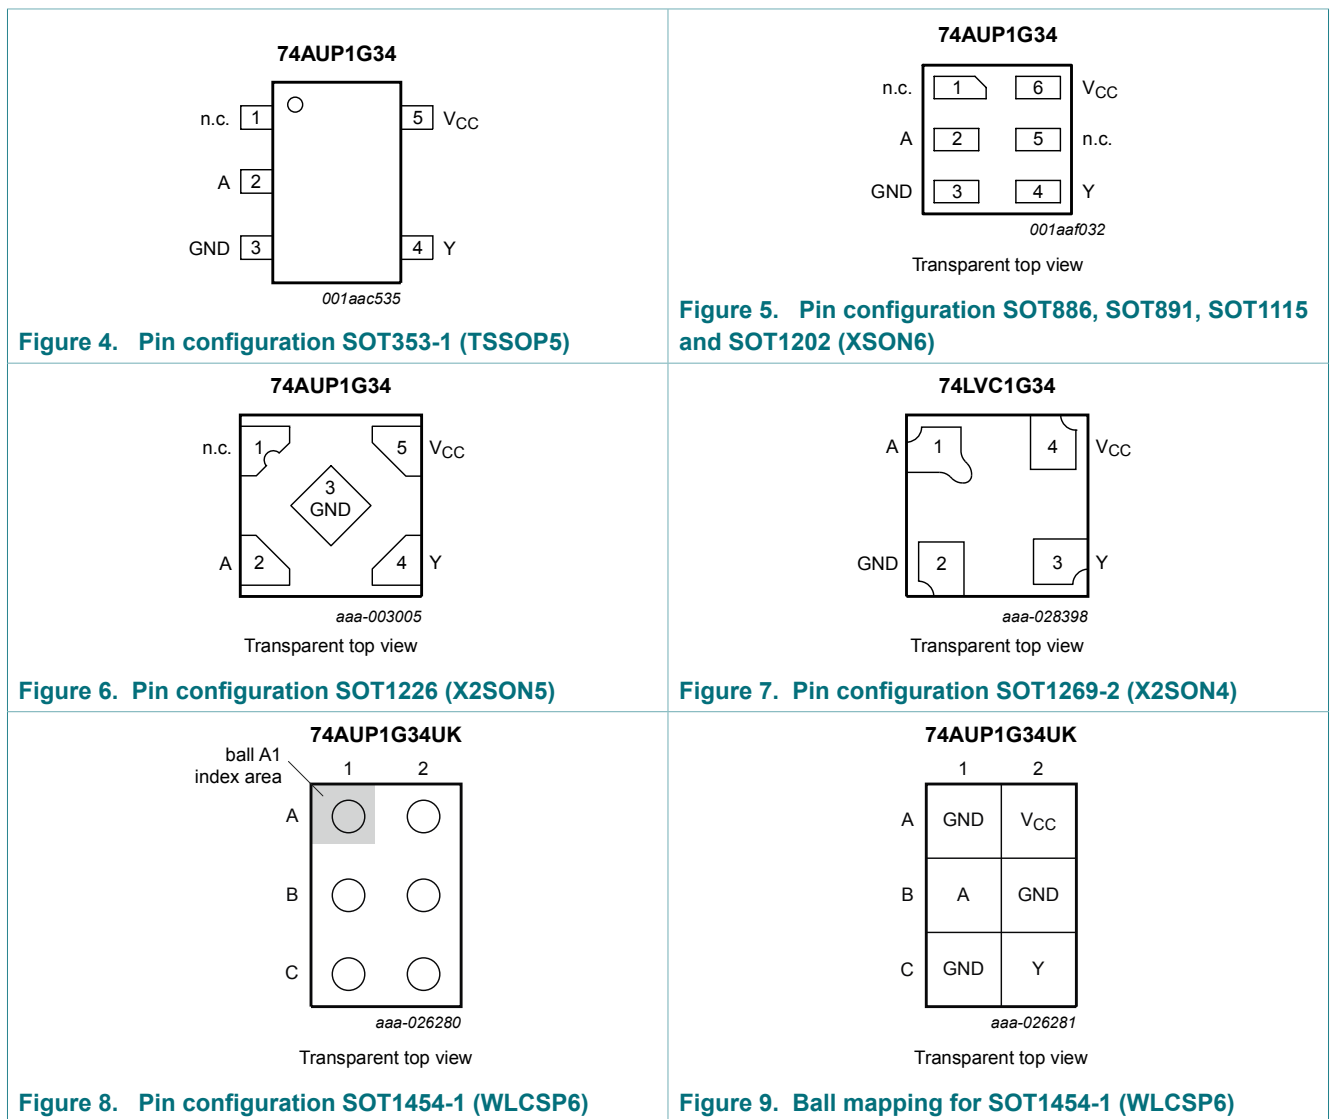 74AUP1G34
n.c. 1
5 VCC
A 2
GND 3
4 Y
001aac535
Figure 4. Pin configuration SOT353-1 (TSSOP5)
74AUP1G34
n.c. 1 6 VCC
A 2 5 n.c.
GND 3 4 Y
001aaf032
Transparent top view
Figure 5. Pin configuration SOT886, SOT891, SOT1115
and SOT1202 (XSON6)
74AUP1G34
n.c. 1 5 VCC
3
GND
A 2 4 Y
aaa-003005
Transparent top view
Figure 6. Pin configuration SOT1226 (X2SON5)
74LVC1G34
A 1 4 VCC
GND 2 3 Y
aaa-028398
Transparent top view
Figure 7. Pin configuration SOT1269-2 (X2SON4)
74AUP1G34UK
ball A1
index area
1 2
A
B
C
aaa-026280
Transparent top view
Figure 8. Pin configuration SOT1454-1 (WLCSP6)
74AUP1G34UK
1 2
A GND VCC
B A GND
C GND Y
aaa-026281
Transparent top view
Figure 9. Ball mapping for SOT1454-1 (WLCSP6)